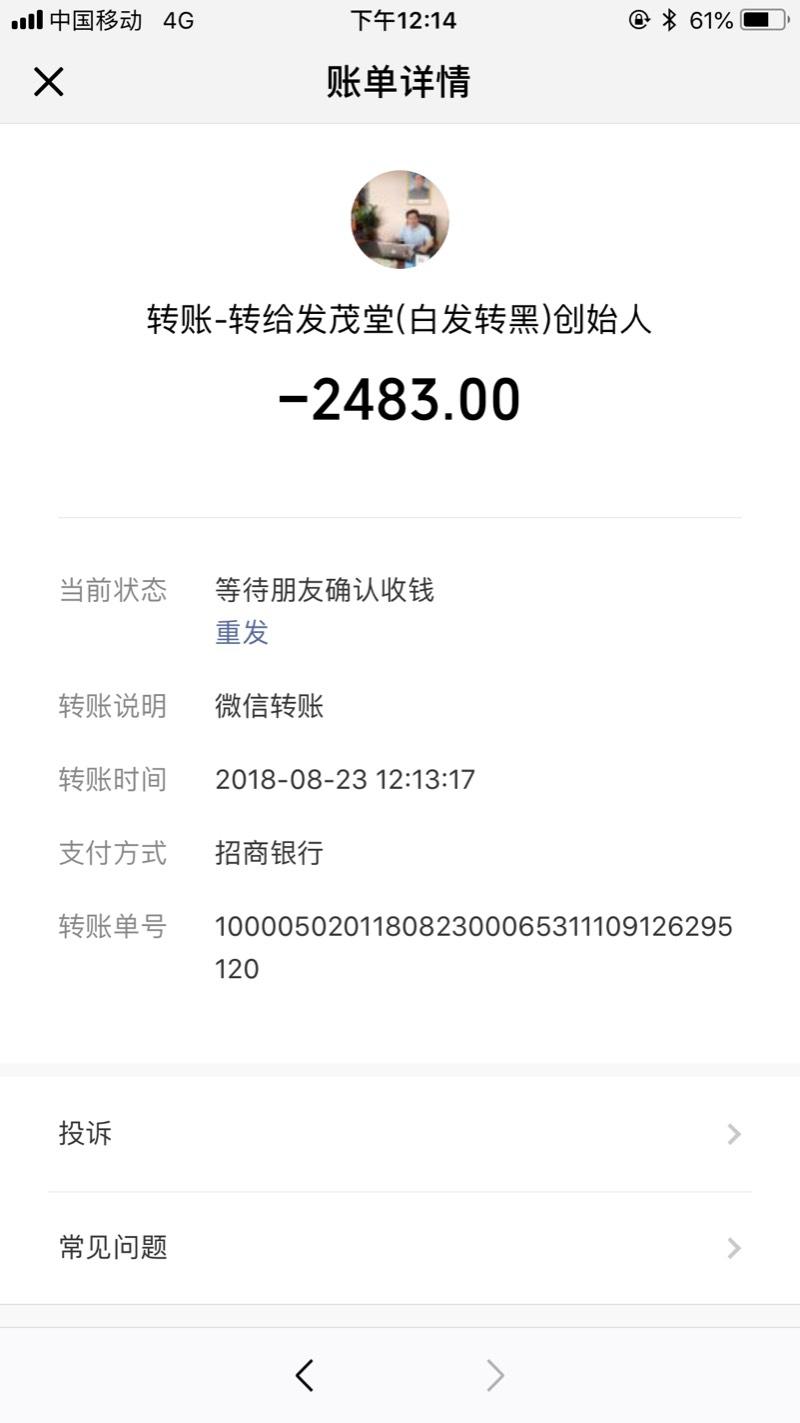 中国移动 4G 下午12:14 61%
账单详情
转账-转给发茂堂(白发转黑)创始人
-2483.00
当前状态 等待朋友确认收钱
重发
转账说明 微信转账
转账时间 2018-08-23 12:13:17
支付方式 招商银行
转账单号 100005020118082300065311109126295
120
投诉
常见问题